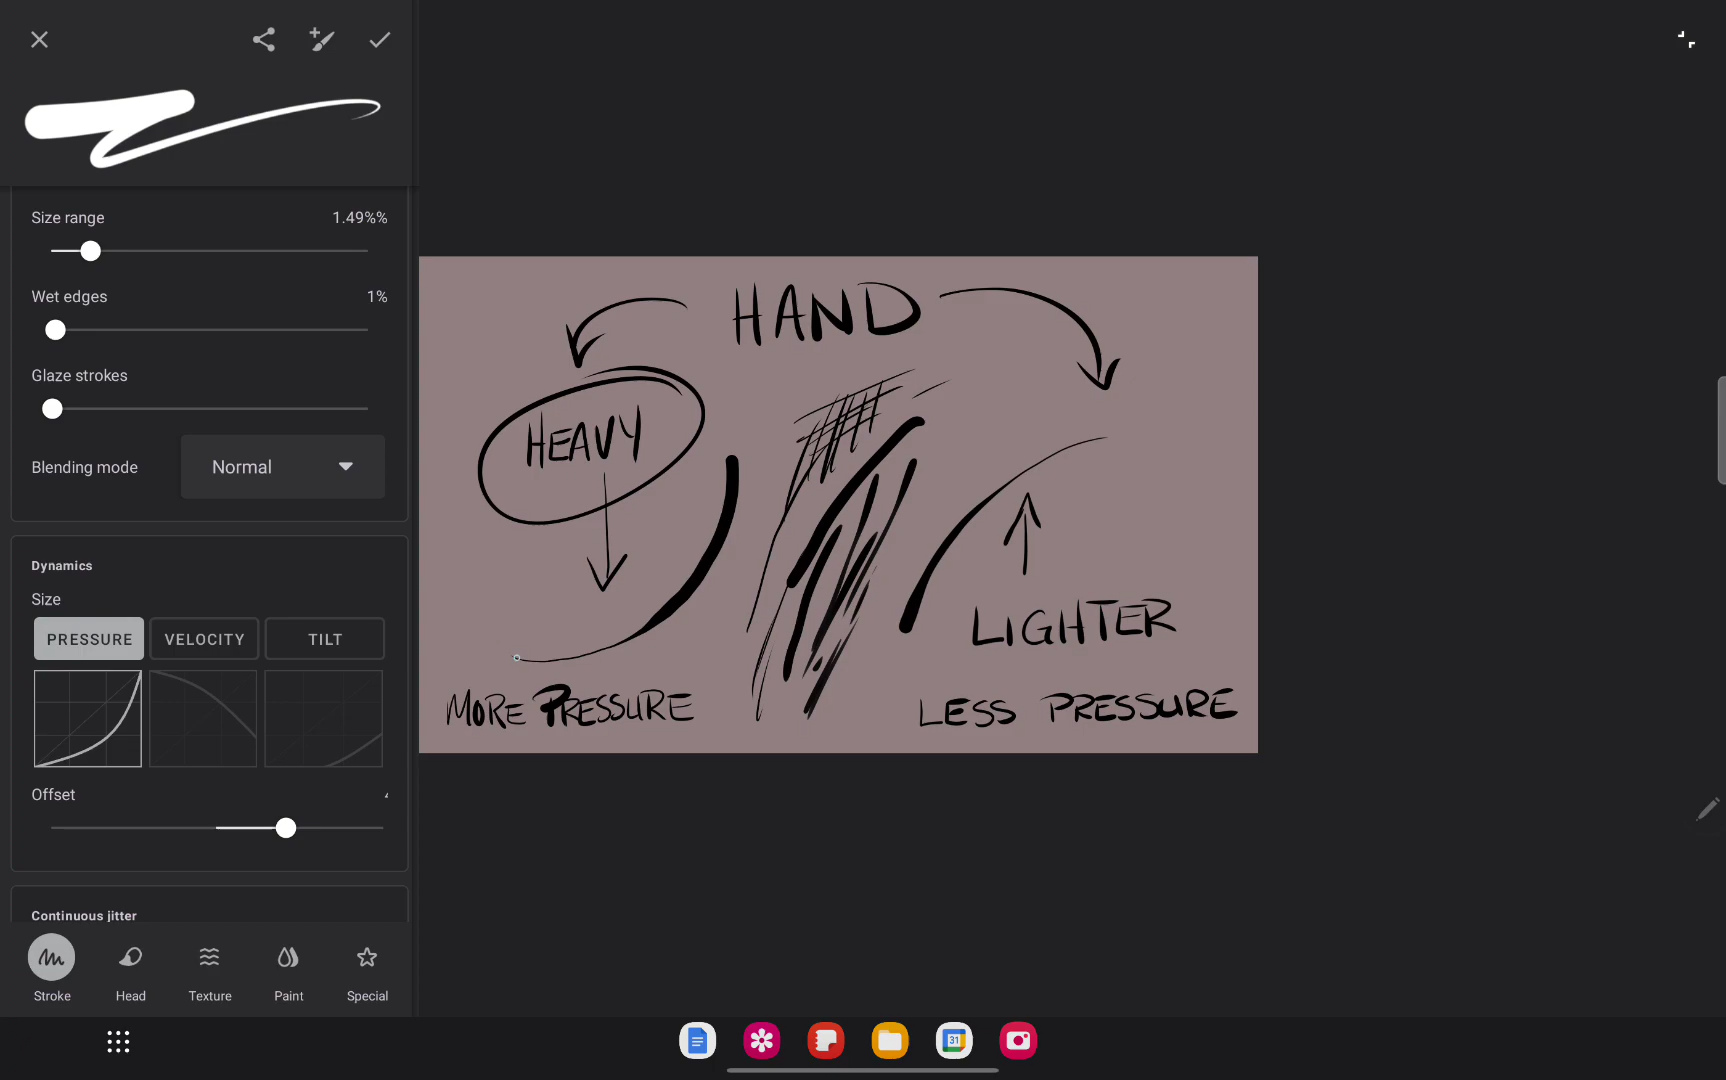 Size range 1.49%%
Wet edges 1%
Glaze strokes
Blending mode Normal
Dynamics
Size
PRESSURE VELOCITY TILT
Offset
Continuous jitter
Stroke Head Texture Paint Special
HAND
HEAVY
LIGHTER
MORE PRESSURE
LESS PRESSURE
31